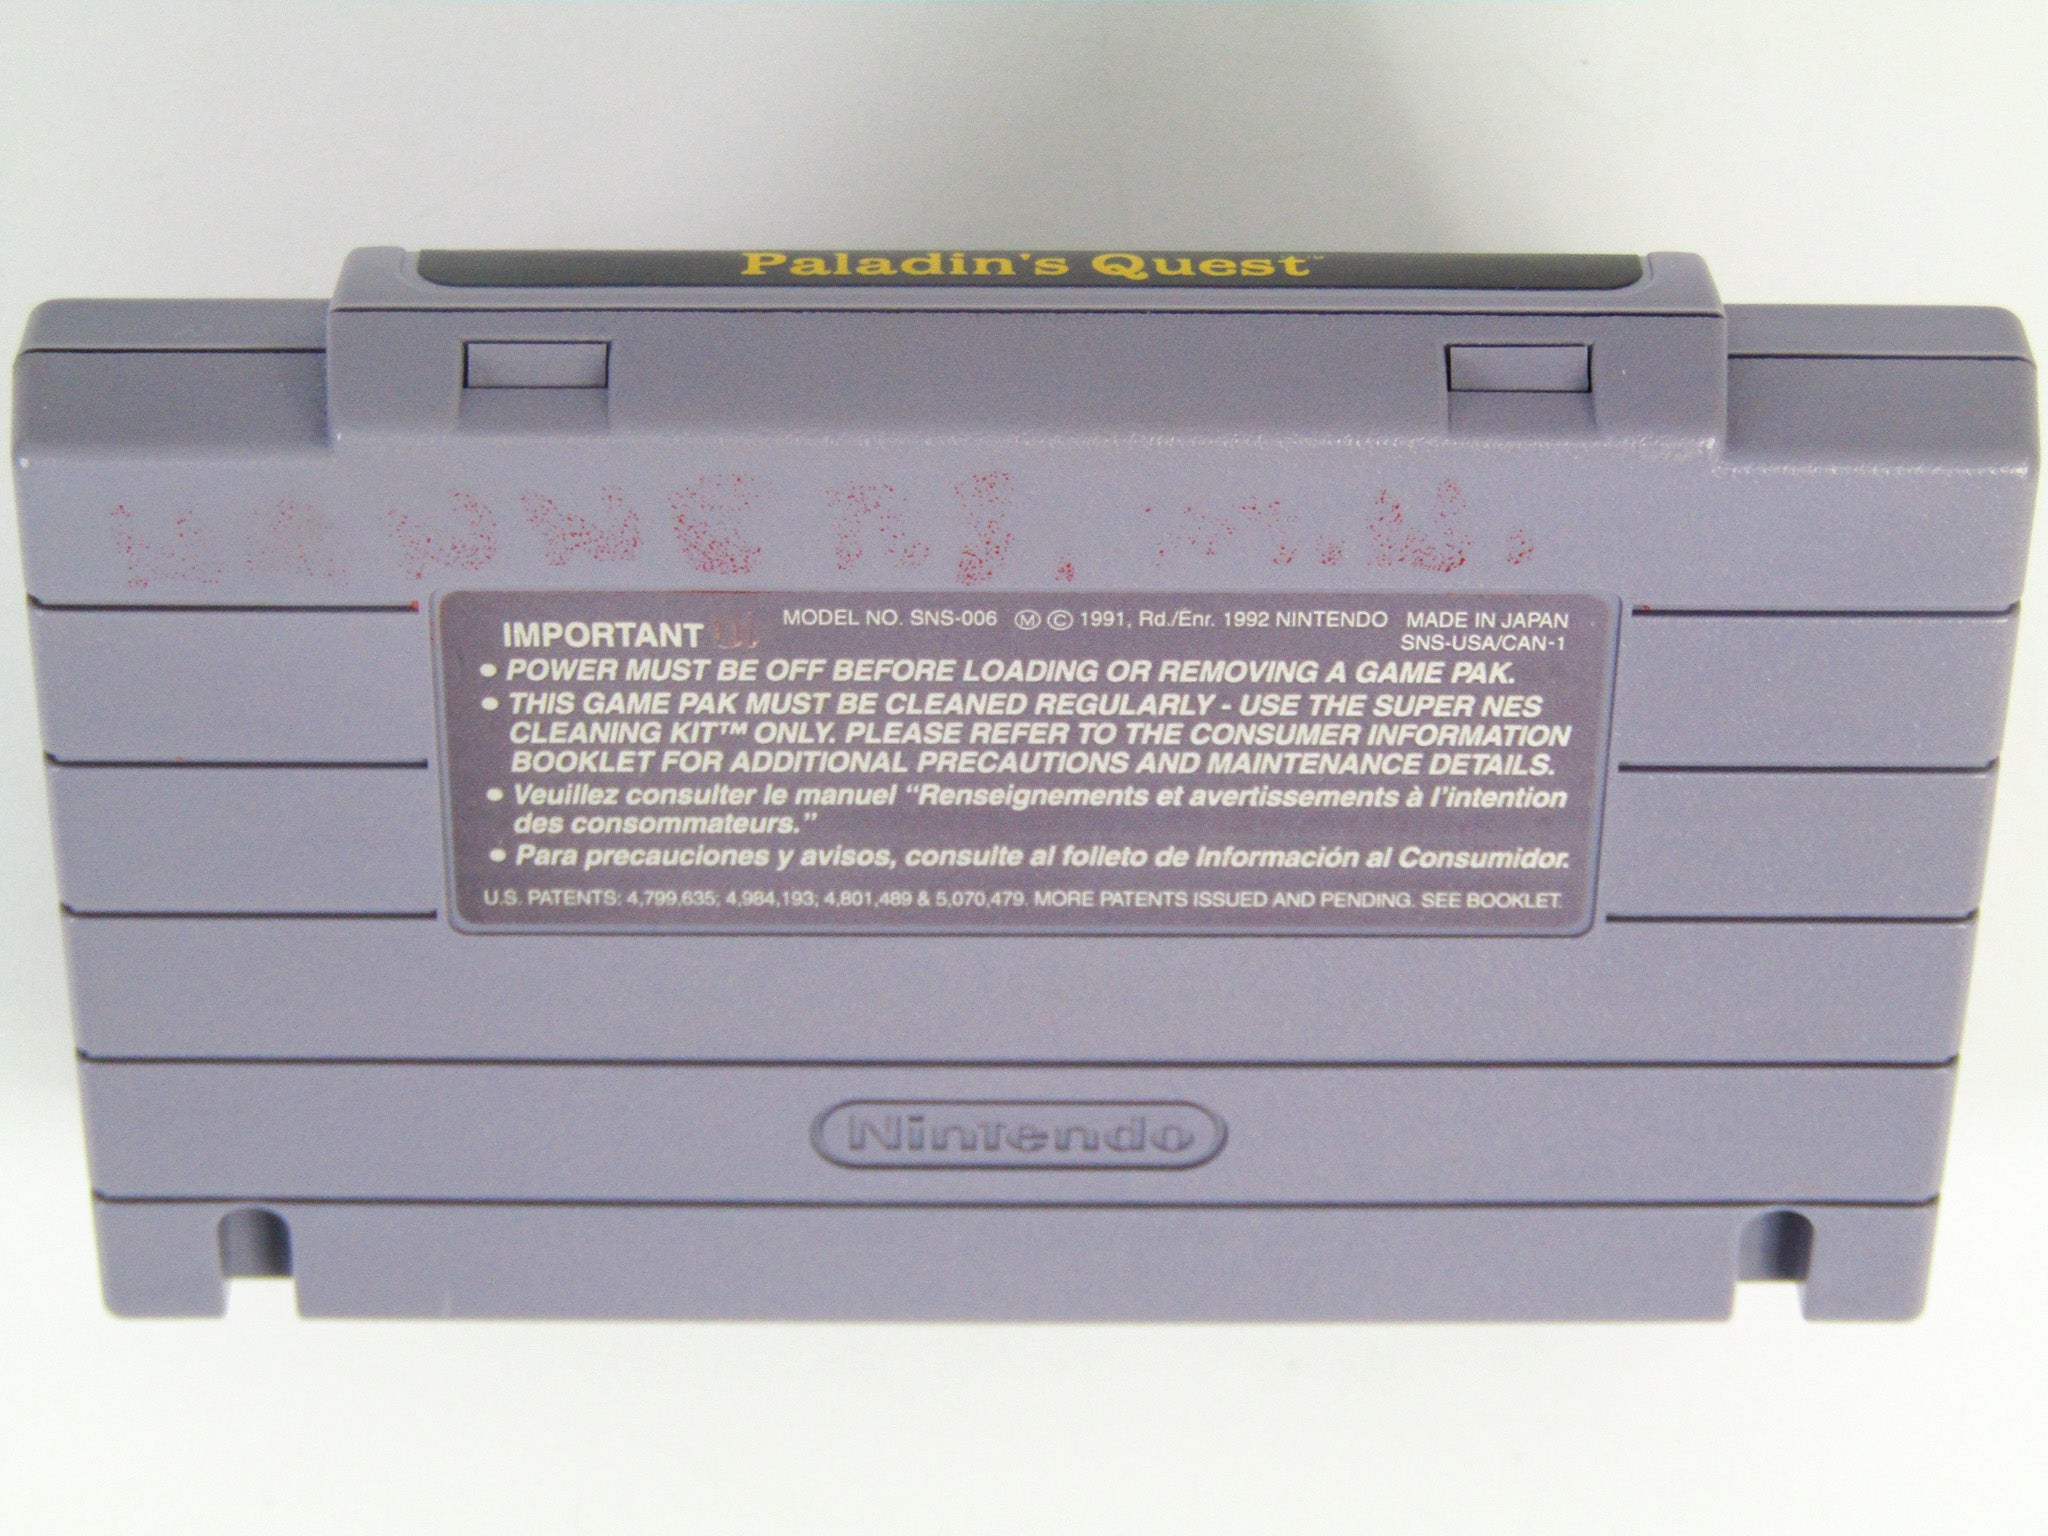 Paladin's Quest™
IMPORTANT
MODEL NO. SNS-006 Ⓜ © 1991, Rd./Enr. 1992 NINTENDO MADE IN JAPAN
SNS-USA/CAN-1
• POWER MUST BE OFF BEFORE LOADING OR REMOVING A GAME PAK.
• THIS GAME PAK MUST BE CLEANED REGULARLY - USE THE SUPER NES
CLEANING KIT™ ONLY. PLEASE REFER TO THE CONSUMER INFORMATION
BOOKLET FOR ADDITIONAL PRECAUTIONS AND MAINTENANCE DETAILS.
• Veuillez consulter le manuel “Renseignements et avertissements à l’intention
des consommateurs.”
• Para precauciones y avisos, consulte al folleto de Información al Consumidor.
U.S. PATENTS: 4,799,635; 4,984,193; 4,801,489 & 5,070,479. MORE PATENTS ISSUED AND PENDING. SEE BOOKLET.
Nintendo